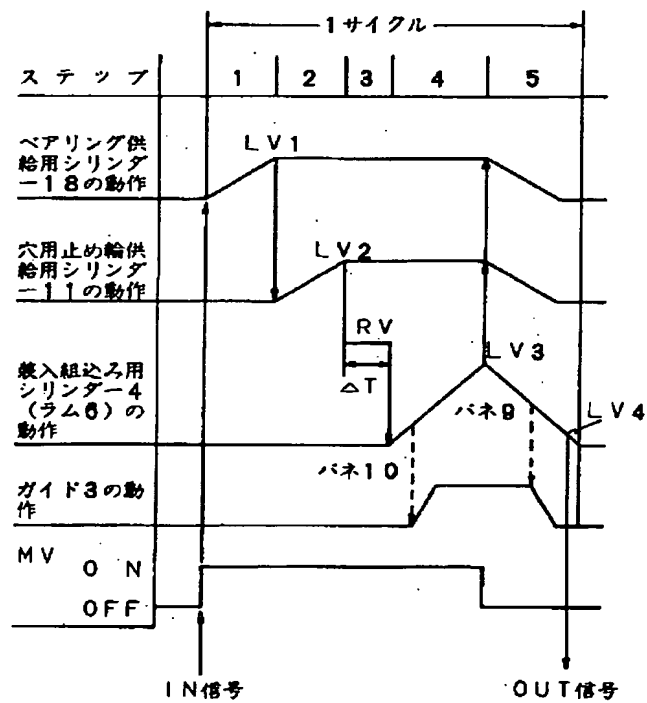 1サイクル
ステップ 1 2 3 4 5
ベアリング供
給用シリンダ
ー18の動作
LV1
穴用止め輪供
給用シリンダ
ー11の動作
LV2
RV
△T
LV3
装入組込み用
シリンダー4
(ラム6)の
動作
バネ9
LV4
バネ10
ガイド3の動
作
MV ON
OFF
IN信号
OUT信号